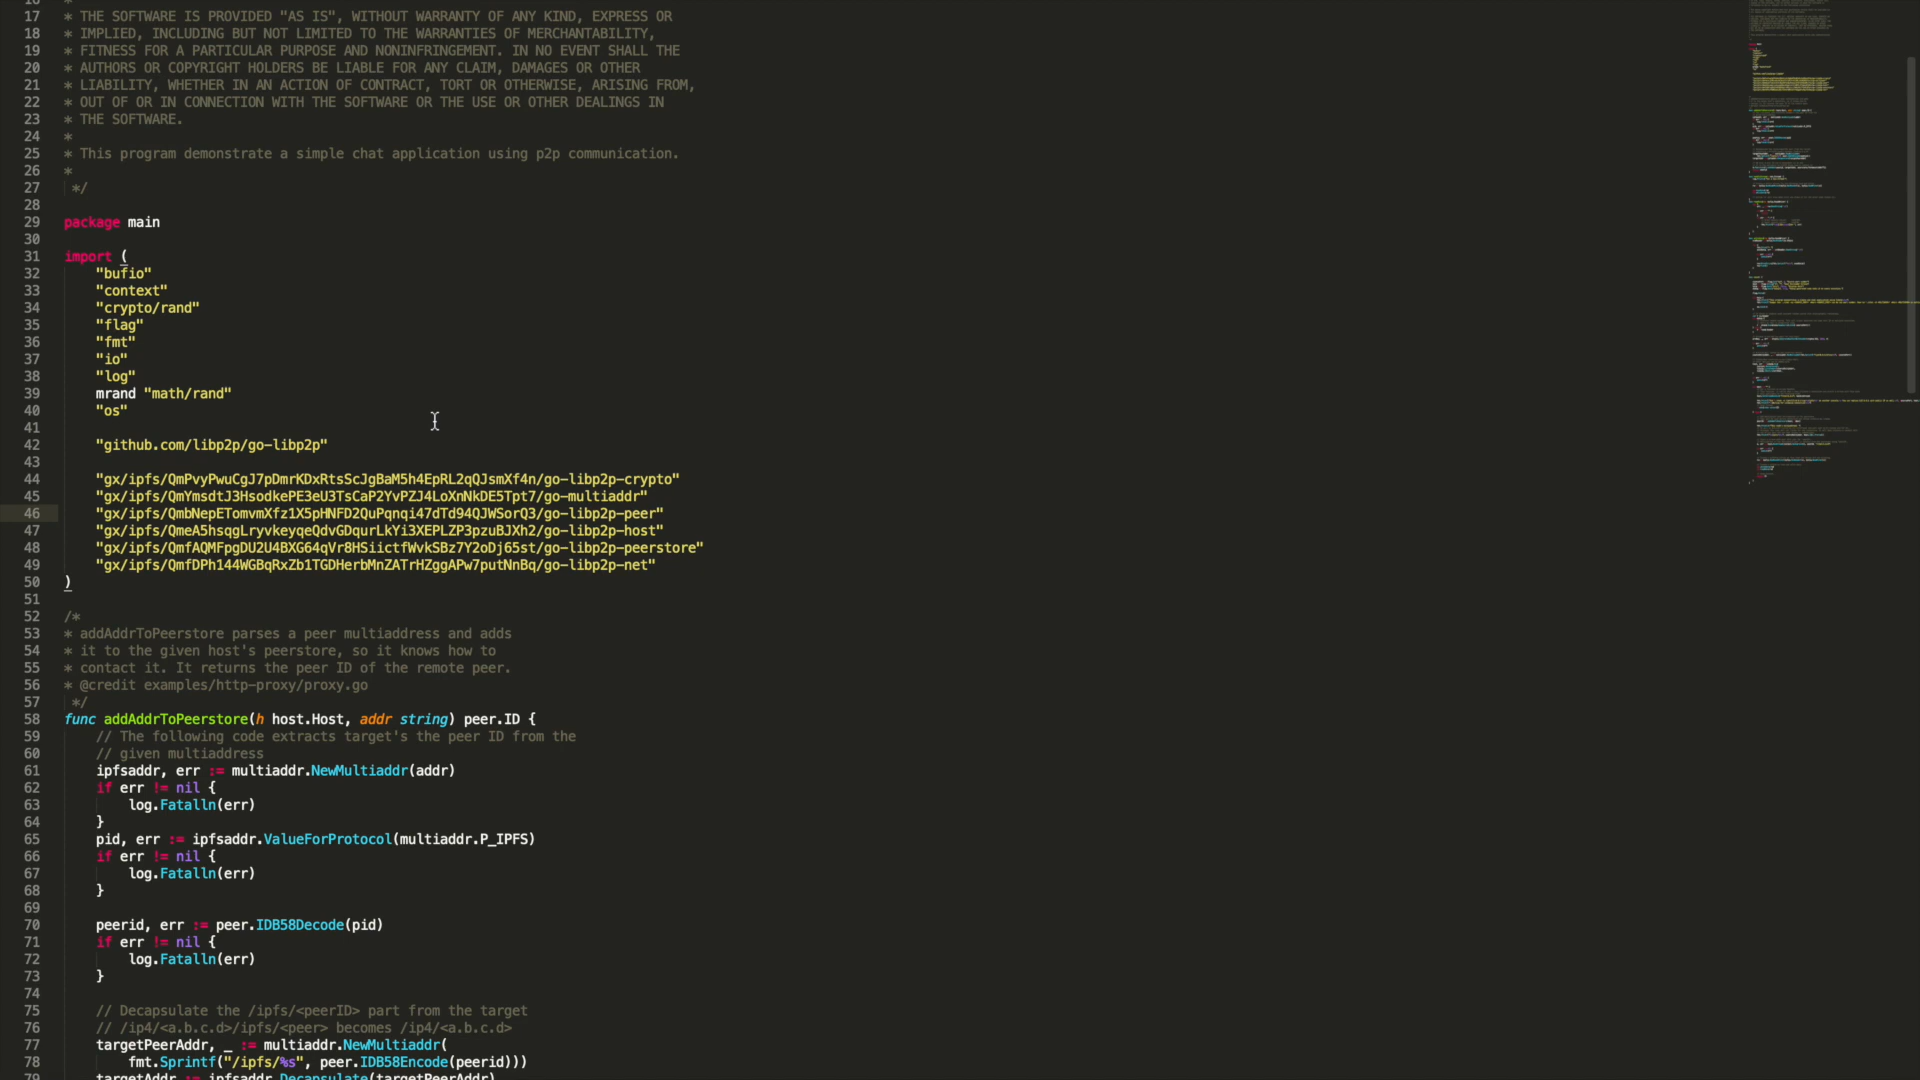 17 * THE SOFTWARE IS PROVIDED "AS IS", WITHOUT WARRANTY OF ANY KIND, EXPRESS OR
18 * IMPLIED, INCLUDING BUT NOT LIMITED TO THE WARRANTIES OF MERCHANTABILITY,
19 * FITNESS FOR A PARTICULAR PURPOSE AND NONINFRINGEMENT. IN NO EVENT SHALL THE
20 * AUTHORS OR COPYRIGHT HOLDERS BE LIABLE FOR ANY CLAIM, DAMAGES OR OTHER
21 * LIABILITY, WHETHER IN AN ACTION OF CONTRACT, TORT OR OTHERWISE, ARISING FROM,
22 * OUT OF OR IN CONNECTION WITH THE SOFTWARE OR THE USE OR OTHER DEALINGS IN
23 * THE SOFTWARE.
24 *
25 * This program demonstrate a simple chat application using p2p communication.
26 *
27 */
28
29 package main
30
31 import (
32 "bufio"
33 "context"
34 "crypto/rand"
35 "flag"
36 "fmt"
37 "io"
38 "log"
39 mrand "math/rand"
40 "os"
41
42 "github.com/libp2p/go-libp2p"
43
44 "gx/ipfs/QmPvyPwuCgJ7pDmrKDxRtsScJgBaM5h4EpRL2qQJsmXf4n/go-libp2p-crypto"
45 "gx/ipfs/QmYmsdtJ3HsodkePE3eU3TsCaP2YvPZJ4LoXnNkDE5Tpt7/go-multiaddr"
46 "gx/ipfs/QmbNepETomvmXfz1X5pHNFD2QuPqnqi47dTd94QJWSorQ3/go-libp2p-peer"
47 "gx/ipfs/QmeA5hsqgLryvkeyqeQdvGDqurLkYi3XEPLZP3pzuBJXh2/go-libp2p-host"
48 "gx/ipfs/QmfAQMFpgDU2U4BXG64qVr8HSiictfWvkSBz7Y2oDj65st/go-libp2p-peerstore"
49 "gx/ipfs/QmfDPh144WGBqRxZb1TGDHerbMnZATrHZggAPw7putNnBq/go-libp2p-net"
50 )
51
52 /*
53 * addAddrToPeerstore parses a peer multiaddress and adds
54 * it to the given host's peerstore, so it knows how to
55 * contact it. It returns the peer ID of the remote peer.
56 * @credit examples/http-proxy/proxy.go
57 */
58 func addAddrToPeerstore(h host.Host, addr string) peer.ID {
59 // The following code extracts target's the peer ID from the
60 // given multiaddress
61 ipfsaddr, err := multiaddr.NewMultiaddr(addr)
62 if err != nil {
63 log.Fatalln(err)
64 }
65 pid, err := ipfsaddr.ValueForProtocol(multiaddr.P_IPFS)
66 if err != nil {
67 log.Fatalln(err)
68 }
69
70 peerid, err := peer.IDB58Decode(pid)
71 if err != nil {
72 log.Fatalln(err)
73 }
74
75 // Decapsulate the /ipfs/<peerID> part from the target
76 // /ip4/<a.b.c.d>/ipfs/<peer> becomes /ip4/<a.b.c.d>
77 targetPeerAddr, _ := multiaddr.NewMultiaddr(
78 fmt.Sprintf("/ipfs/%s", peer.IDB58Encode(peerid)))
79 targetAddr := ipfsaddr.Decapsulate(targetPeerAddr)